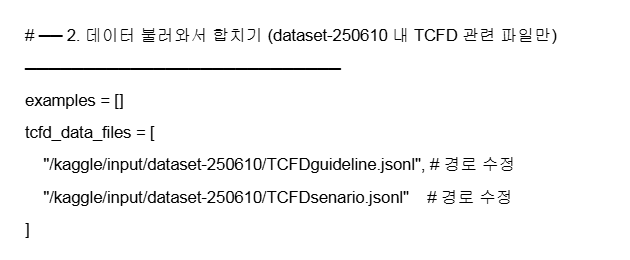 # ── 2. 데이터 불러와서 합치기 (dataset-250610 내 TCFD 관련 파일만)
──────────────────────────
examples = []
tcfd_data_files = [
"/kaggle/input/dataset-250610/TCFDguideline.jsonl", # 경로 수정
"/kaggle/input/dataset-250610/TCFDsenario.jsonl" # 경로 수정
]